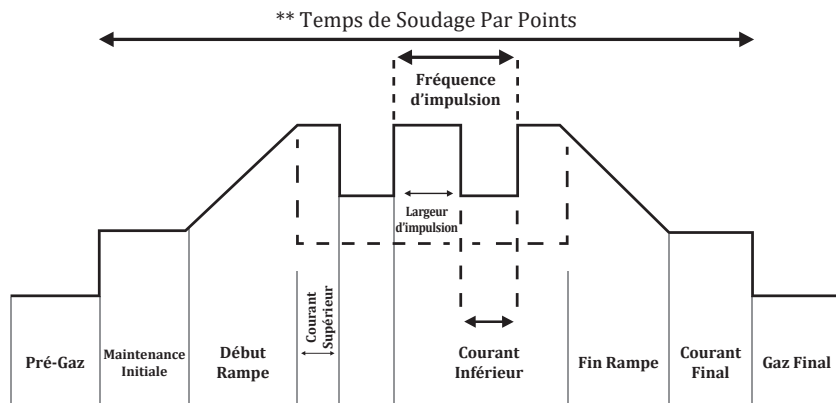 ** Temps de Soudage Par Points
Fréquence
d'impulsion
Largeur
d'impulsion
Courant
Supérieur
Pré-Gaz
Maintenance
Initiale
Début
Rampe
Courant
Inférieur
Fin Rampe
Courant
Final
Gaz Final